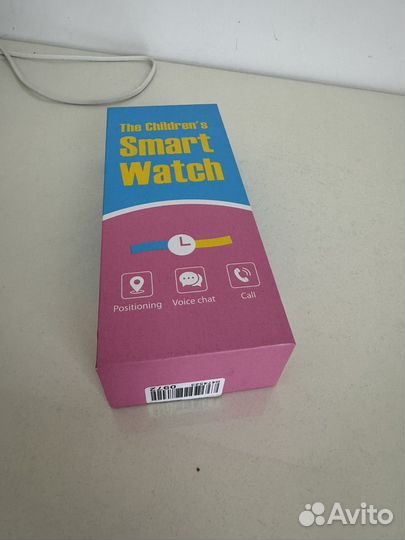 The Children's
Smart
Watch
Positioning
Voice chat
Call
Avito